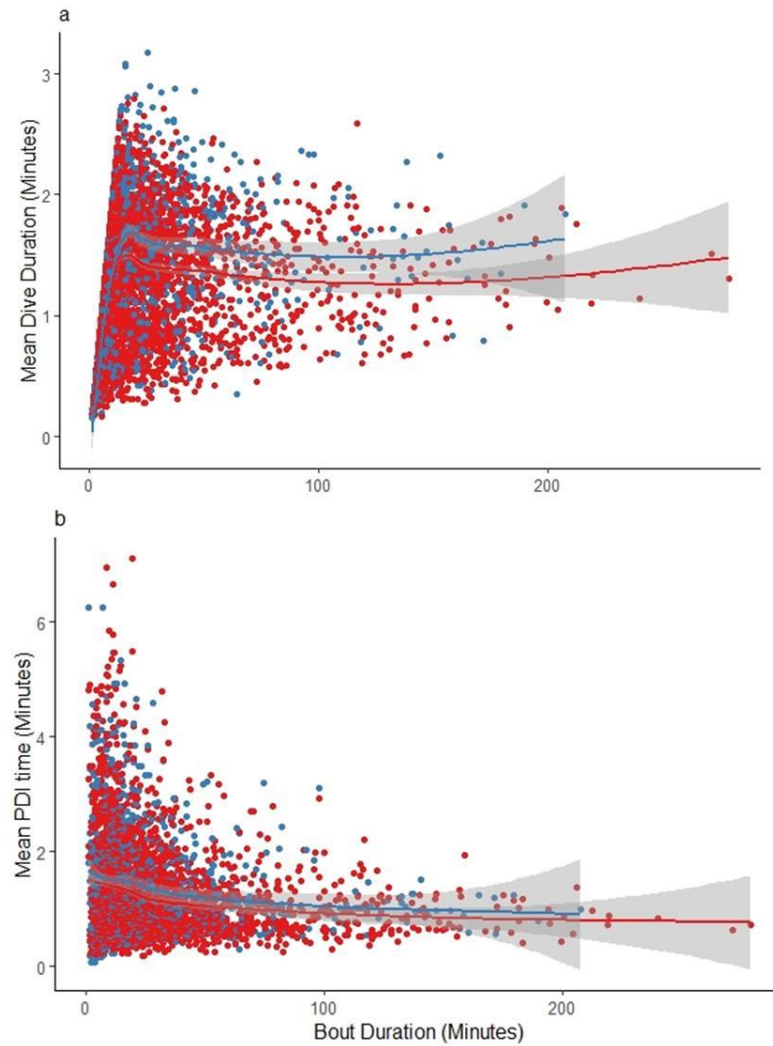 a
Mean Dive Duration (Minutes)
3
2
1
0
0 100 200
b
Mean PDI time (Minutes)
6
4
2
0
0 100 200
Bout Duration (Minutes)